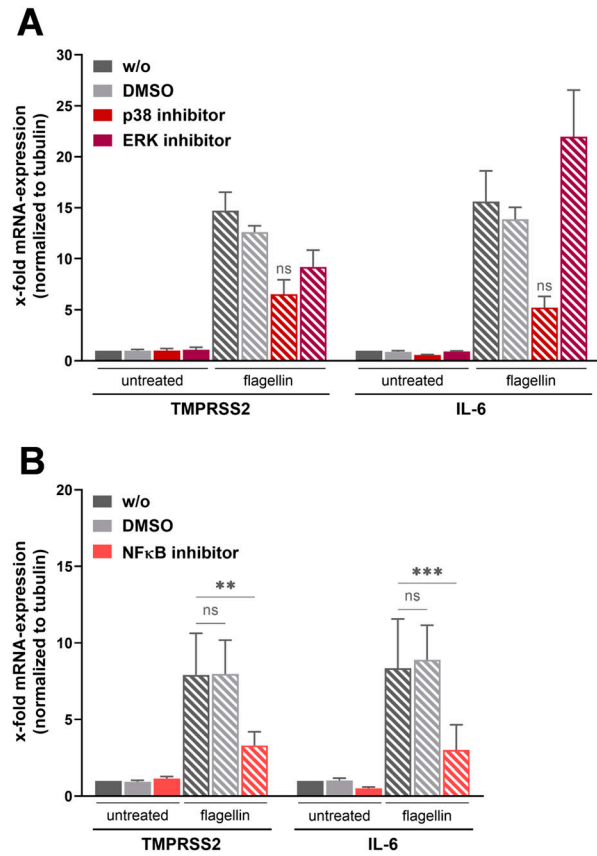 A
x-fold mRNA-expression
(normalized to tubulin)
30
25
20
15
10
5
0
w/o
DMSO
p38 inhibitor
ERK inhibitor
ns
ns
untreated
flagellin
untreated
flagellin
TMPRSS2
IL-6
B
x-fold mRNA-expression
(normalized to tubulin)
20
15
10
5
0
w/o
DMSO
NFκB inhibitor
**
ns
***
ns
untreated
flagellin
untreated
flagellin
TMPRSS2
IL-6